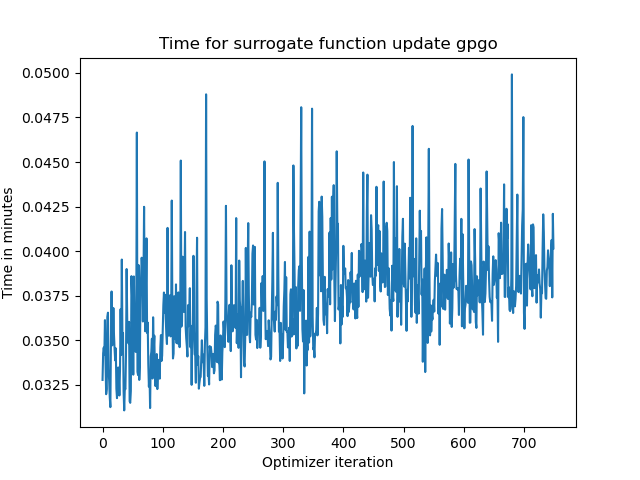 Time for surrogate function update gpgo
Time in minutes
0.0500
0.0475
0.0450
0.0425
0.0400
0.0375
0.0350
0.0325
0 100 200 300 400 500 600 700
Optimizer iteration